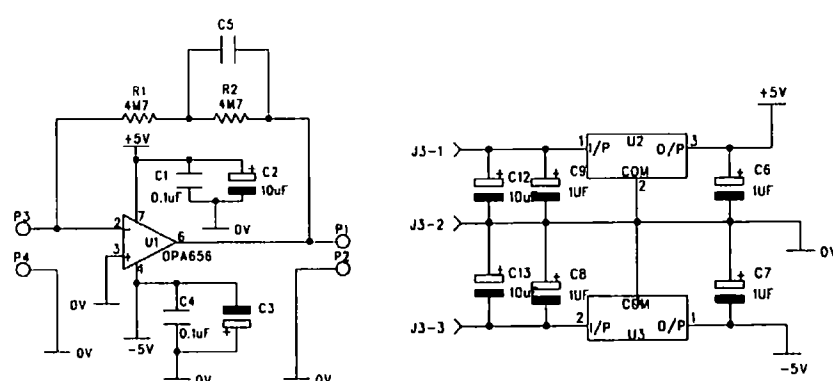 C5
R1
4M7
R2
4M7
+5V
C1
0.1uF
+
C2
10uF
0V
P3
2
-
7
U1
6
P1
3
+
4
OPA656
P4
P2
0V
C4
0.1uF
C3
+
-5V
0V
0V
0V
+5V
J3-1
1
I/P
U2
O/P
3
COM
2
+
C12
10uF
+
C9
1UF
+
C6
1UF
J3-2
0V
+
C13
10uF
+
C8
1UF
+
C7
1UF
COM
J3-3
2
I/P
U3
O/P
1
-5V